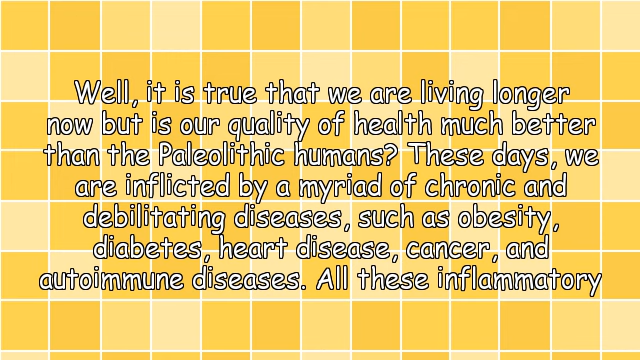 Well, it is true that we are living longer
now but is our quality of health much better
than the Paleolithic humans? These days, we
are inflicted by a myriad of chronic and
debilitating diseases, such as obesity,
diabetes, heart disease, cancer, and
autoimmune diseases. All these inflammatory